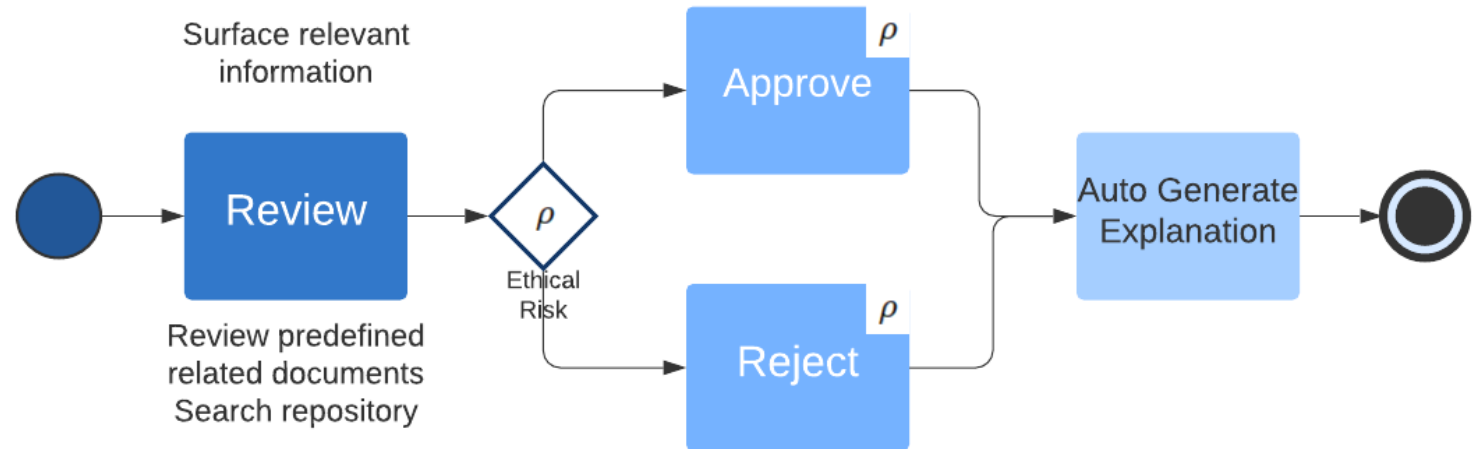 Surface relevant
information
Review
Review predefined
related documents
Search repository
ρ
Ethical
Risk
Approve
ρ
Reject
ρ
Auto Generate
Explanation